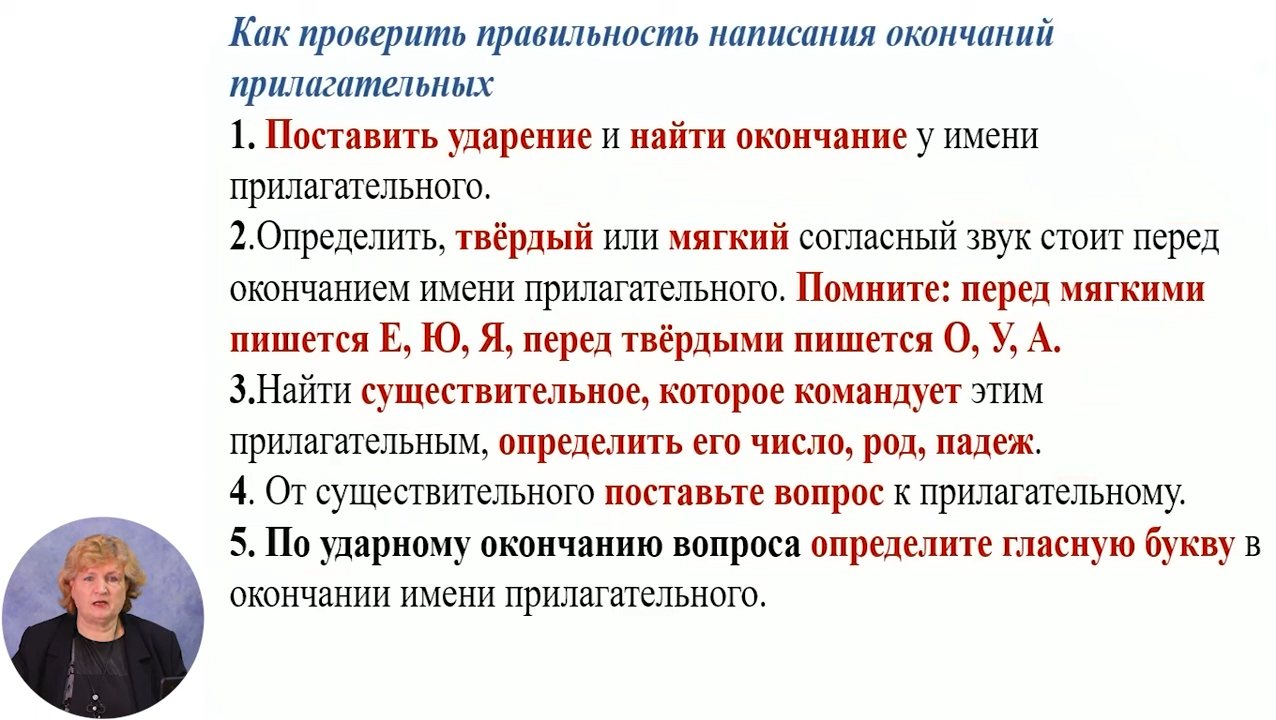 Как проверить правильность написания окончаний
прилагательных
1. Поставить ударение и найти окончание у имени
прилагательного.
2.Определить, твёрдый или мягкий согласный звук стоит перед
окончанием имени прилагательного. Помните: перед мягкими
пишется Е, Ю, Я, перед твёрдыми пишется О, У, А.
3.Найти существительное, которое командует этим
прилагательным, определить его число, род, падеж.
4. От существительного поставьте вопрос к прилагательному.
5. По ударному окончанию вопроса определите гласную букву в
окончании имени прилагательного.